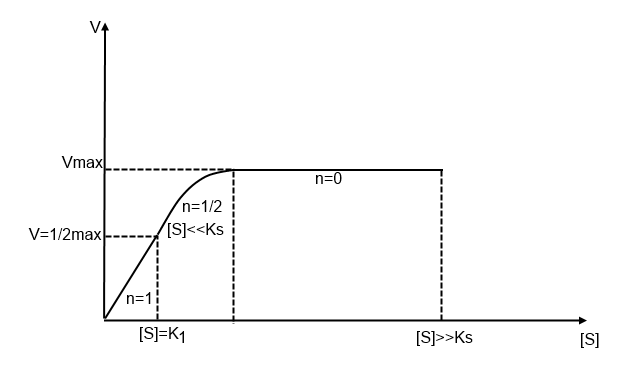 V
Vmax
n=0
n=1/2
[S]<<Ks
V=1/2max
n=1
[S]=K1
[S]>>Ks
[S]